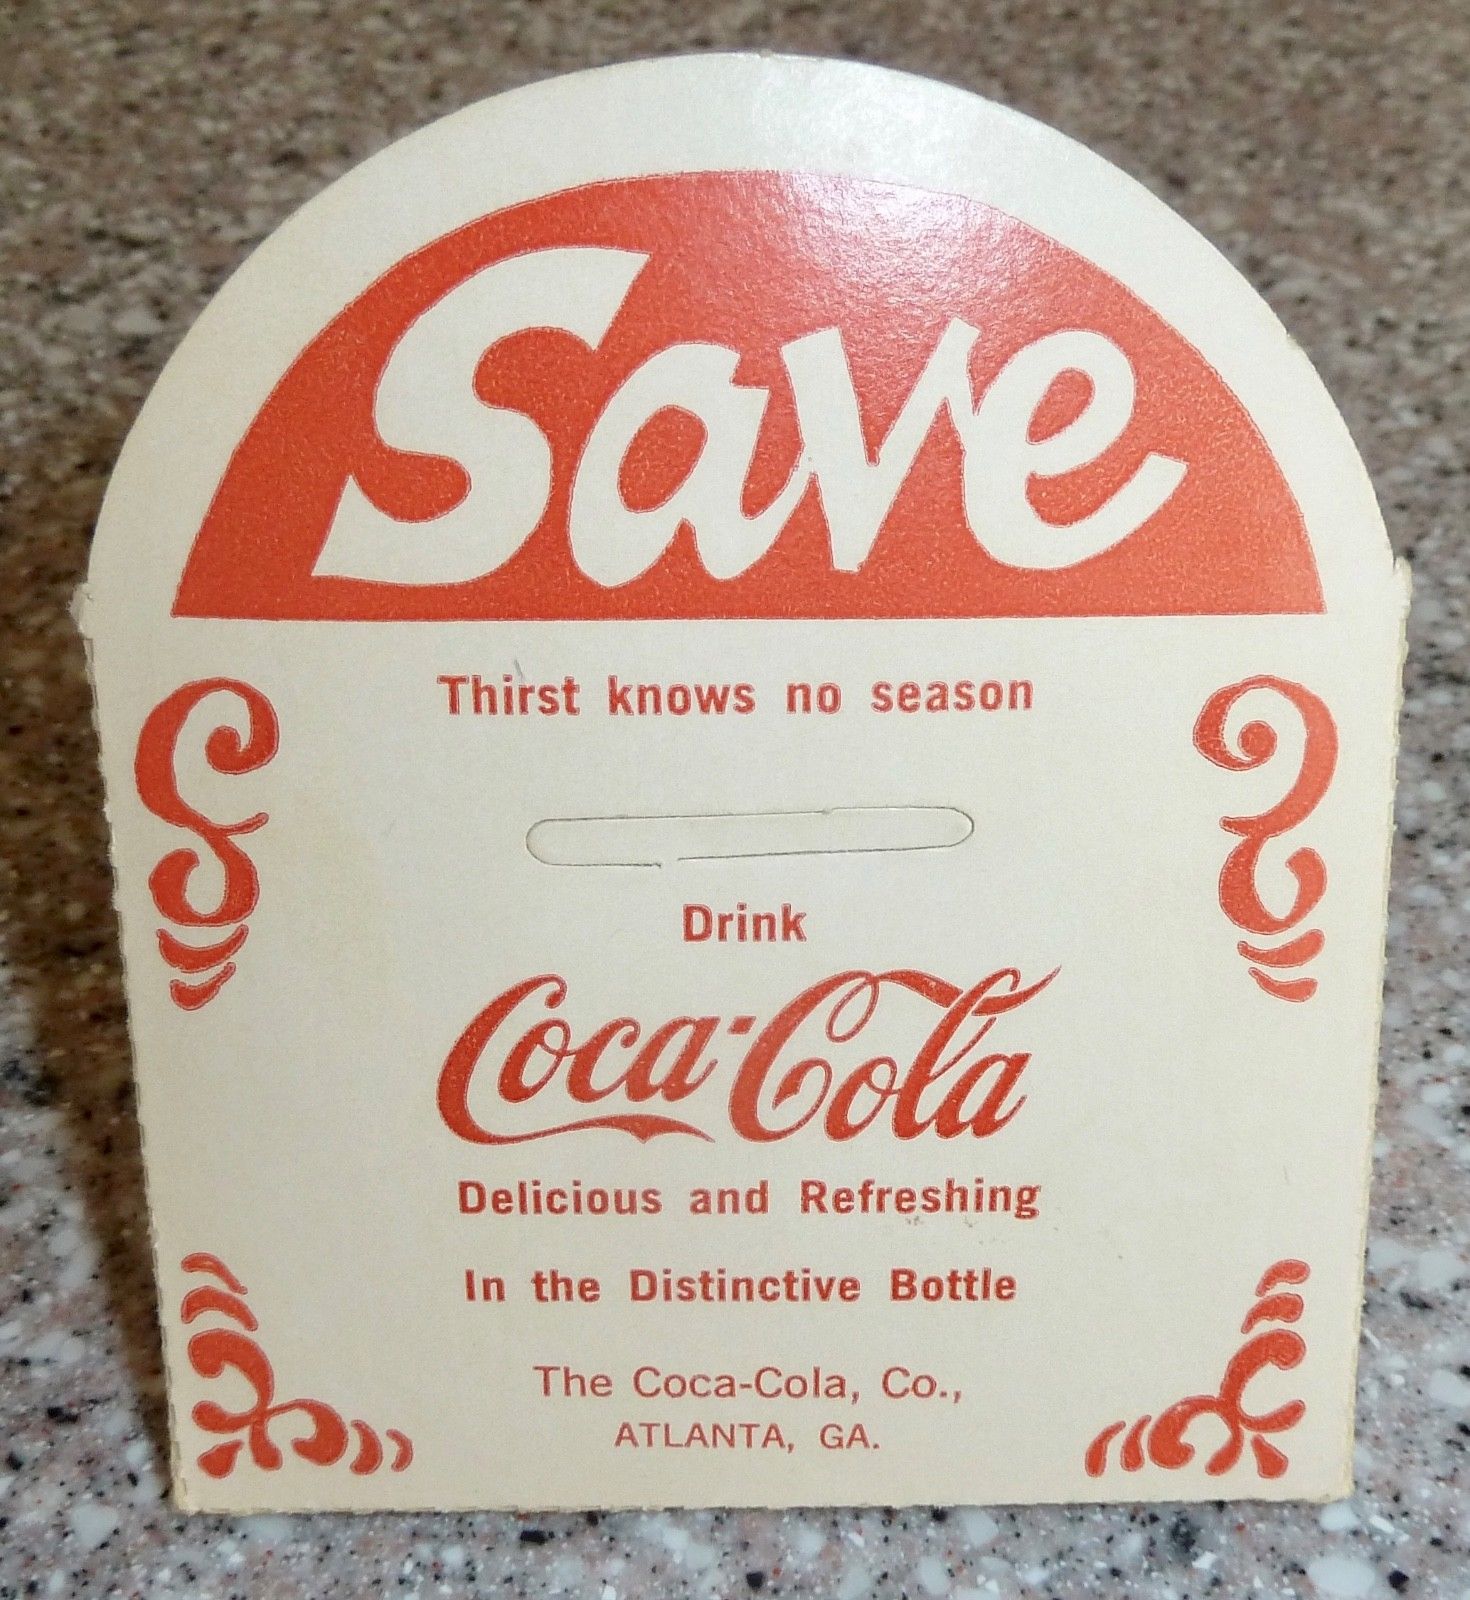 Save
Thirst knows no season
Drink
Coca-Cola
Delicious and Refreshing
In the Distinctive Bottle
The Coca-Cola, Co.,
ATLANTA, GA.